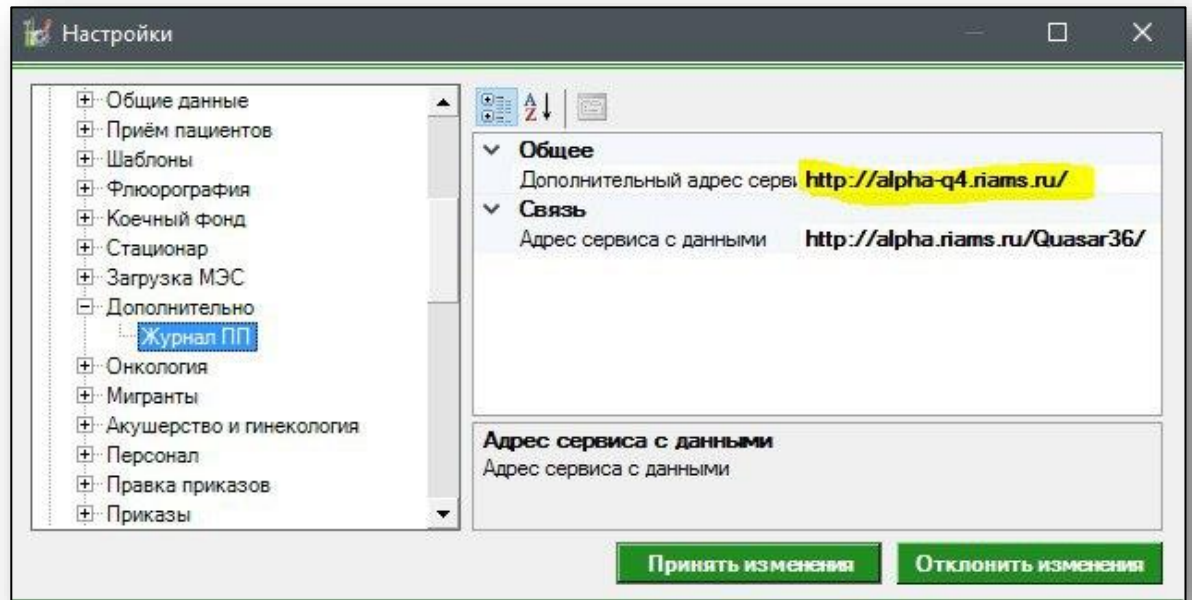 Настройки
Общие данные
Приём пациентов
Шаблоны
Флюорография
Коечный фонд
Стационар
Загрузка МЭС
Дополнительно
Журнал ПП
Онкология
Мигранты
Акушерство и гинекология
Персонал
Правка приказов
Приказы
Общее
Дополнительный адрес серви http://alpha-q4.riams.ru/
Связь
Адрес сервиса с данными http://alpha.riams.ru/Quasar36/
Адрес сервиса с данными
Адрес сервиса с данными
Принять изменения Отклонить изменения